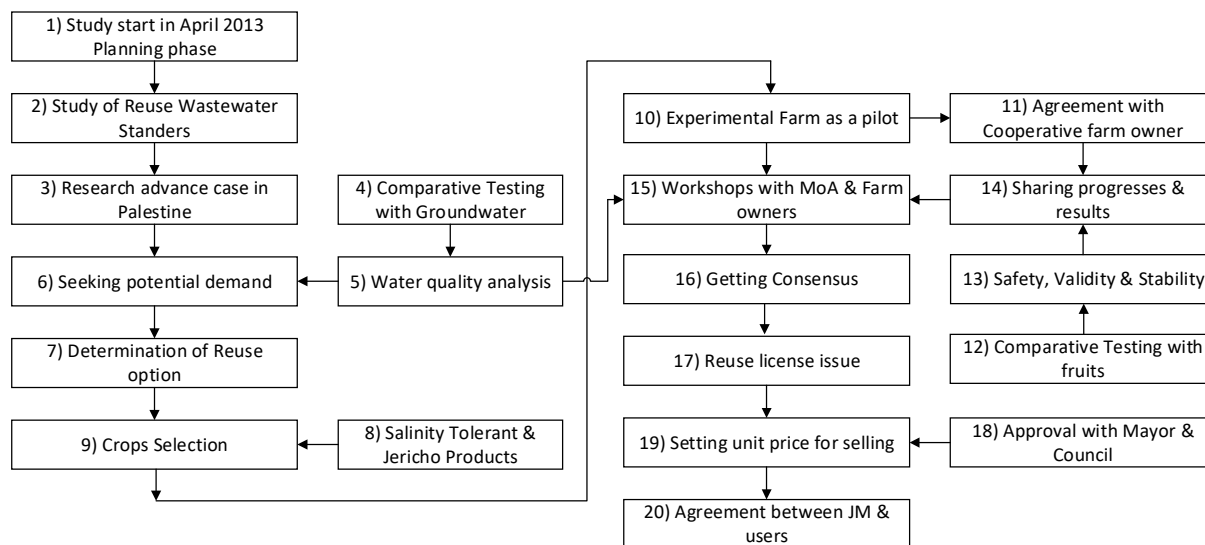 1) Study start in April 2013
Planning phase
2) Study of Reuse Wastewater
Standers
3) Research advance case in
Palestine
4) Comparative Testing
with Groundwater
5) Water quality analysis
6) Seeking potential demand
7) Determination of Reuse
option
8) Salinity Tolerant &
Jericho Products
9) Crops Selection
10) Experimental Farm as a pilot
11) Agreement with
Cooperative farm owner
12) Comparative Testing with
fruits
13) Safety, Validity & Stability
14) Sharing progresses &
results
15) Workshops with MoA & Farm
owners
16) Getting Consensus
17) Reuse license issue
18) Approval with Mayor &
Council
19) Setting unit price for selling
20) Agreement between JM &
users